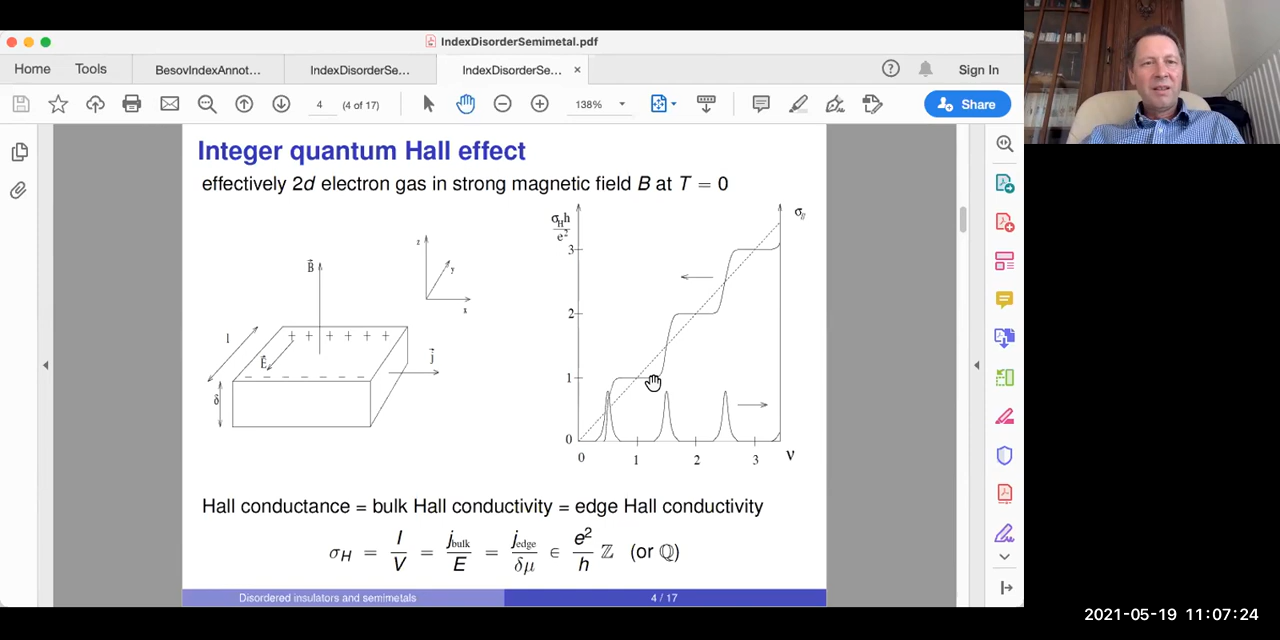 IndexDisorderSemimetal.pdf
Home Tools BesovIndexAnnot... IndexDisorderSe... IndexDisorderSe... × Sign In
4 (4 of 17) 138% Share
Integer quantum Hall effect
effectively 2d electron gas in strong magnetic field B at T = 0
σ_H h / e² σ_//
3
z
B⃗ y
x
2
l + + + + + +
E⃗ j⃗
− − − − − − − −
1
δ
0
0 1 2 3 ν
Hall conductance = bulk Hall conductivity = edge Hall conductivity
σ_H = I/V = j_bulk/E = j_edge/δμ ∈ e²/h ℤ (or ℚ)
Disordered insulators and semimetals 4 / 17
2021-05-19 11:07:24